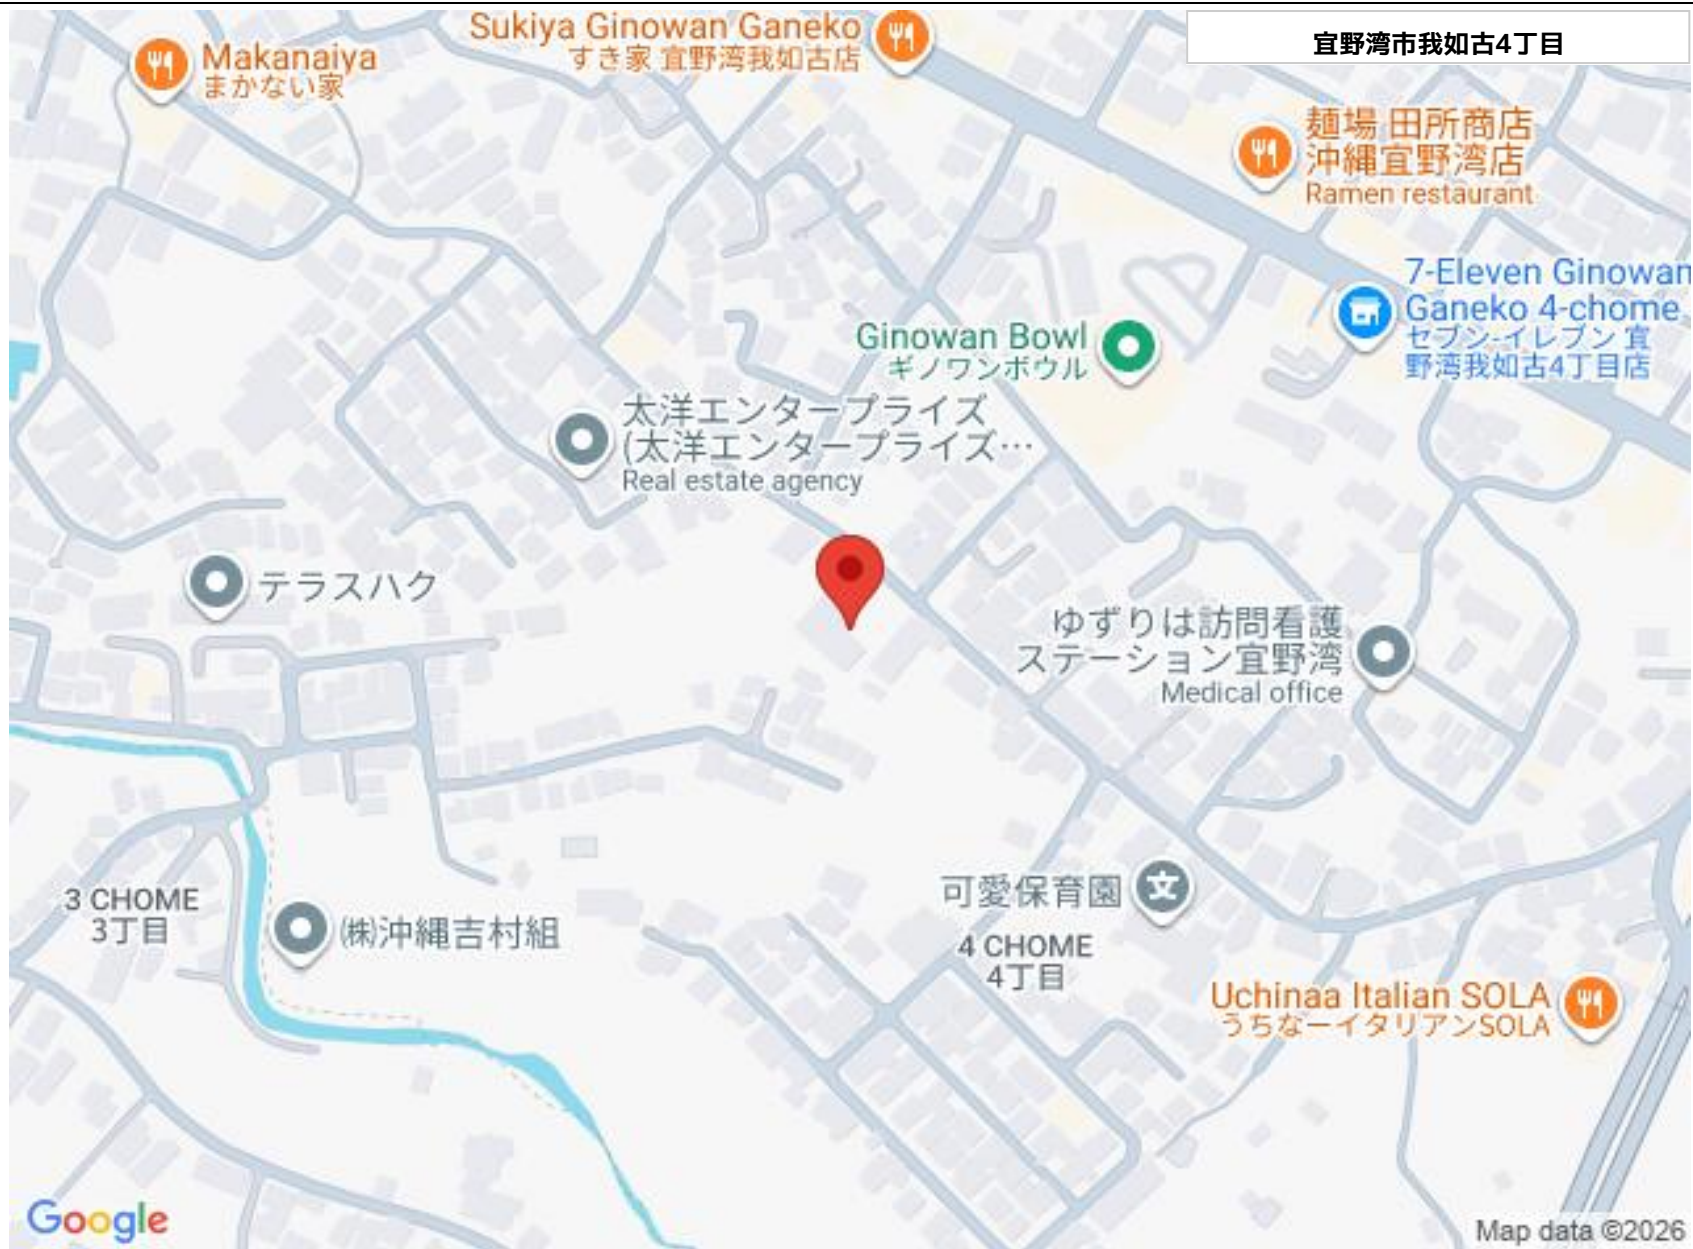 宜野湾市我如古4丁目
Sukiya Ginowan Ganeko
すき家 宜野湾我如古店
Makanaiya
まかない家
麺場 田所商店
沖縄宜野湾店
Ramen restaurant
7-Eleven Ginowan
Ganeko 4-chome
セブン-イレブン 宜
野湾我如古4丁目店
Ginowan Bowl
ギノワンボウル
太洋エンタープライズ
(太洋エンタープライズ…
Real estate agency
テラスハク
ゆずりは訪問看護
ステーション宜野湾
Medical office
可愛保育園
文
3 CHOME
3丁目
㈱沖縄吉村組
4 CHOME
4丁目
Uchinaa Italian SOLA
うちなーイタリアンSOLA
Google
Map data ©2026